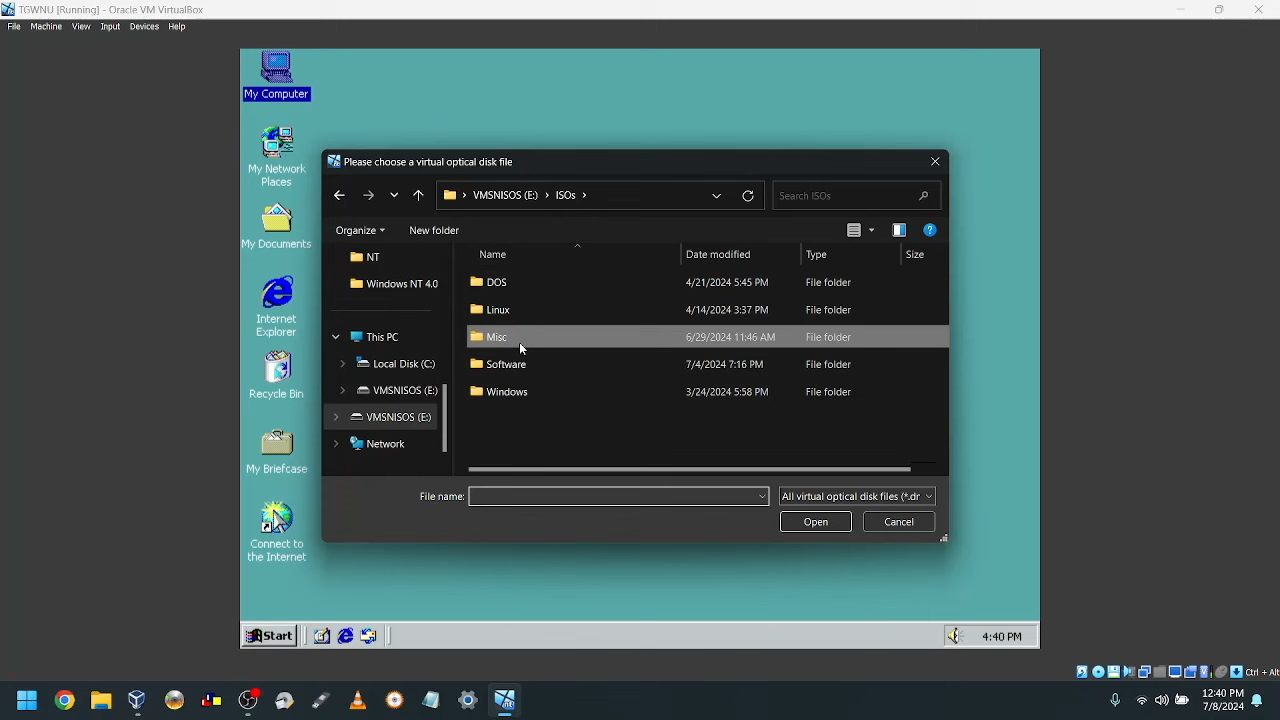 TGWNU [Running] - Oracle VM VirtualBox
File Machine View Input Devices Help
My Computer
My Network
Places
My Documents
Internet
Explorer
Recycle Bin
My Briefcase
Connect to
the Internet
Please choose a virtual optical disk file
VMSNISOS (E:) > ISOs >
Search ISOs
Organize New folder
NT
Windows NT 4.0
This PC
Local Disk (C:)
VMSNISOS (E:)
VMSNISOS (E:)
Network
Name Date modified Type Size
DOS 4/21/2024 5:45 PM File folder
Linux 4/14/2024 3:37 PM File folder
Misc 6/29/2024 11:46 AM File folder
Software 7/4/2024 7:16 PM File folder
Windows 3/24/2024 5:58 PM File folder
File name: All virtual optical disk files (*.dr
Open Cancel
Start 4:40 PM
Ctrl + Alt
12:40 PM
7/8/2024